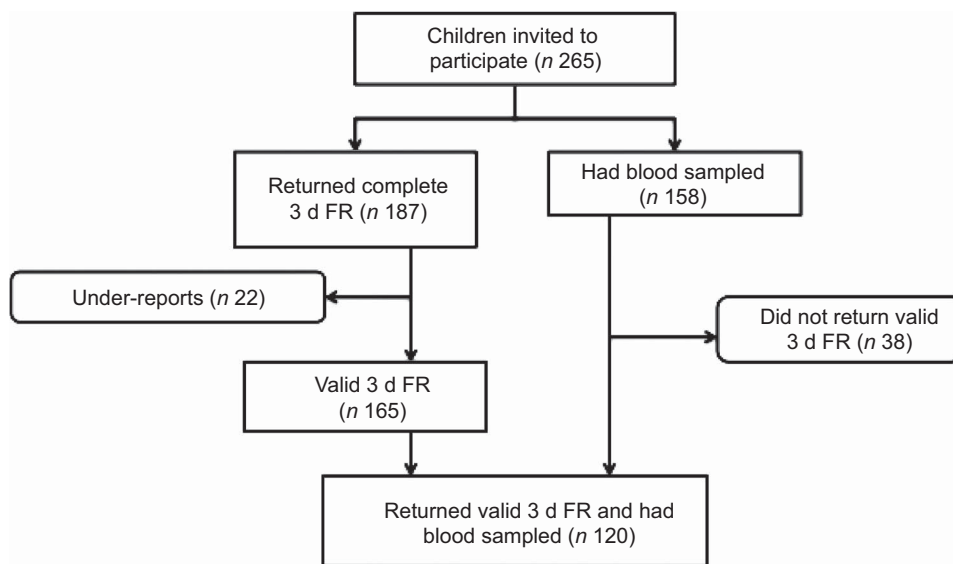 Children invited to
participate (n 265)
Returned complete
3 d FR (n 187)
Had blood sampled
(n 158)
Under-reports (n 22)
Did not return valid
3 d FR (n 38)
Valid 3 d FR
(n 165)
Returned valid 3 d FR and had
blood sampled (n 120)